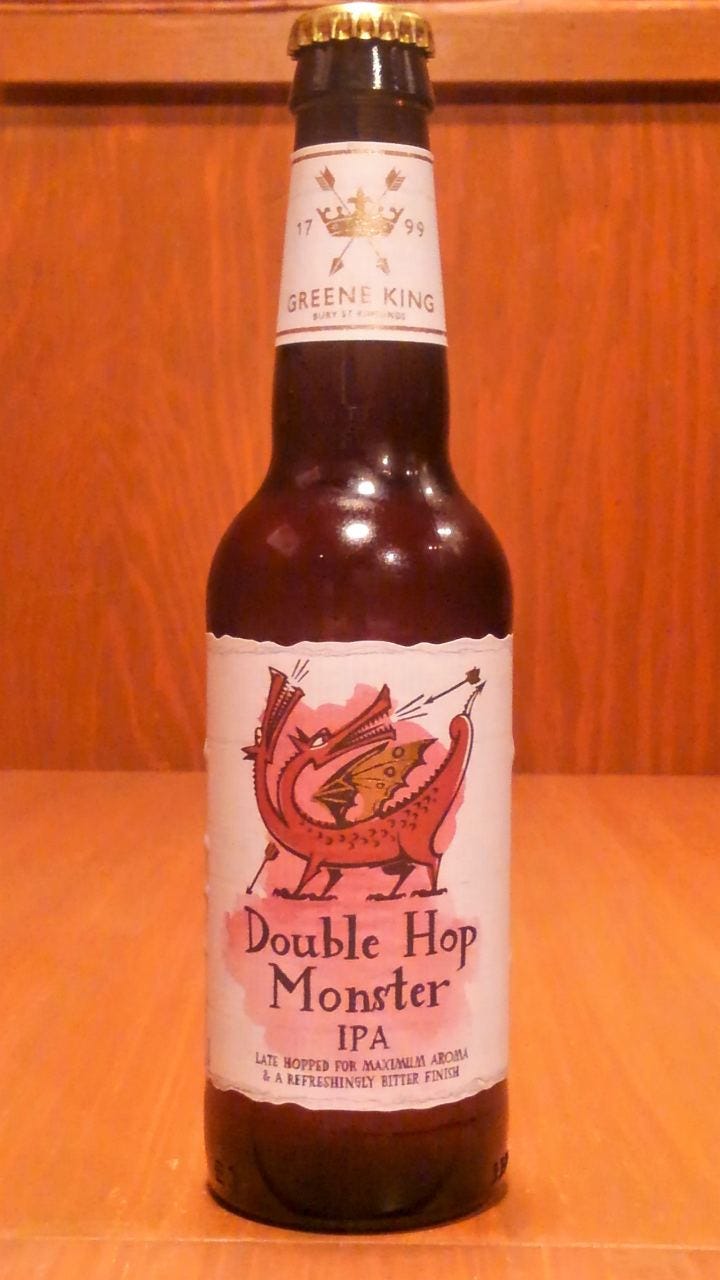 17 99
GREENE KING
BURY ST EDMUNDS
Double Hop
Monster
IPA
LATE HOPPED FOR MAXIMUM AROMA
& A REFRESHINGLY BITTER FINISH